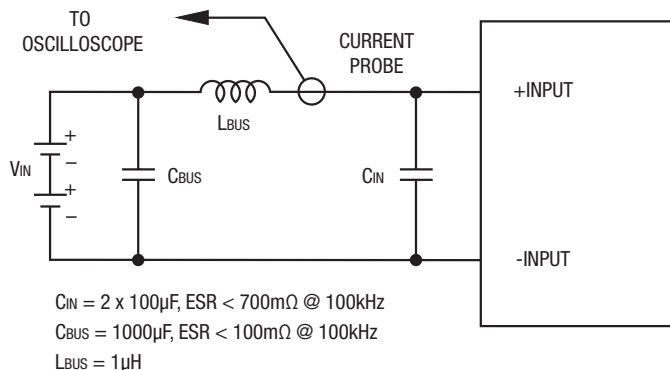 TO
OSCILLOSCOPE
CURRENT
PROBE
+INPUT
LBUS
VIN
+
−
+
−
CBUS
CIN
-INPUT
CIN = 2 x 100µF, ESR < 700mΩ @ 100kHz
CBUS = 1000µF, ESR < 100mΩ @ 100kHz
LBUS = 1µH